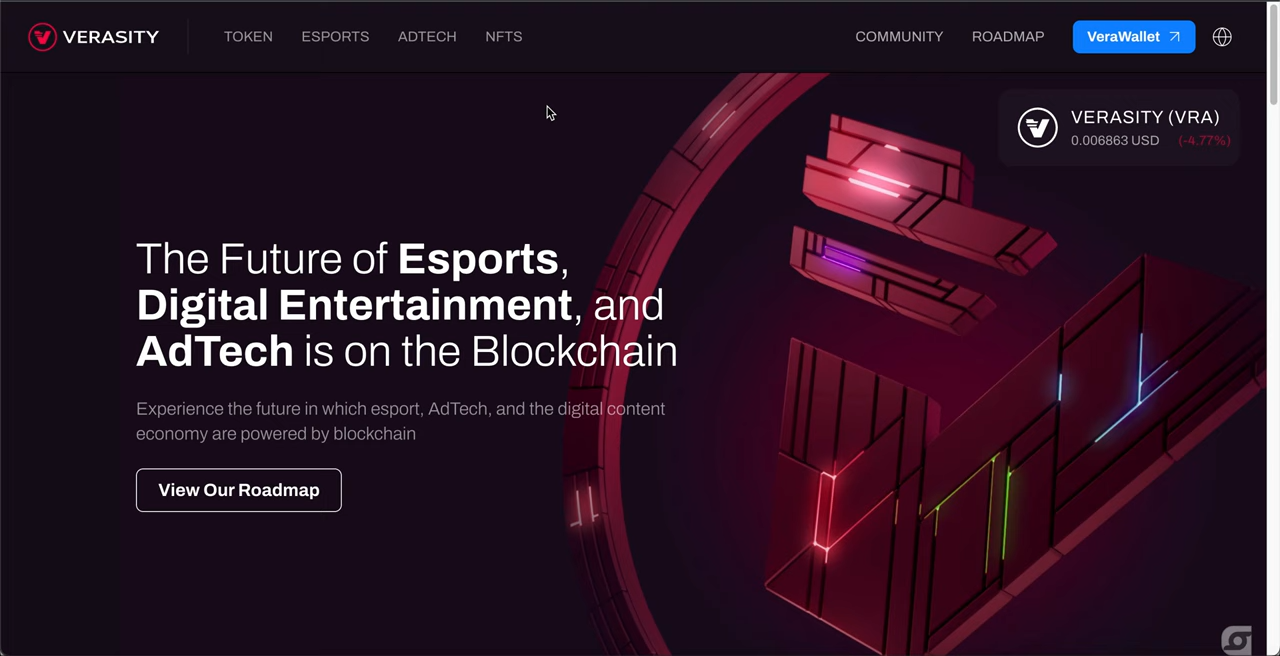 VERASITY
TOKEN
ESPORTS
ADTECH
NFTS
COMMUNITY
ROADMAP
VeraWallet
VERASITY (VRA)
0.006863 USD (-4.77%)
The Future of Esports,
Digital Entertainment, and
AdTech is on the Blockchain
Experience the future in which esport, AdTech, and the digital content
economy are powered by blockchain
View Our Roadmap